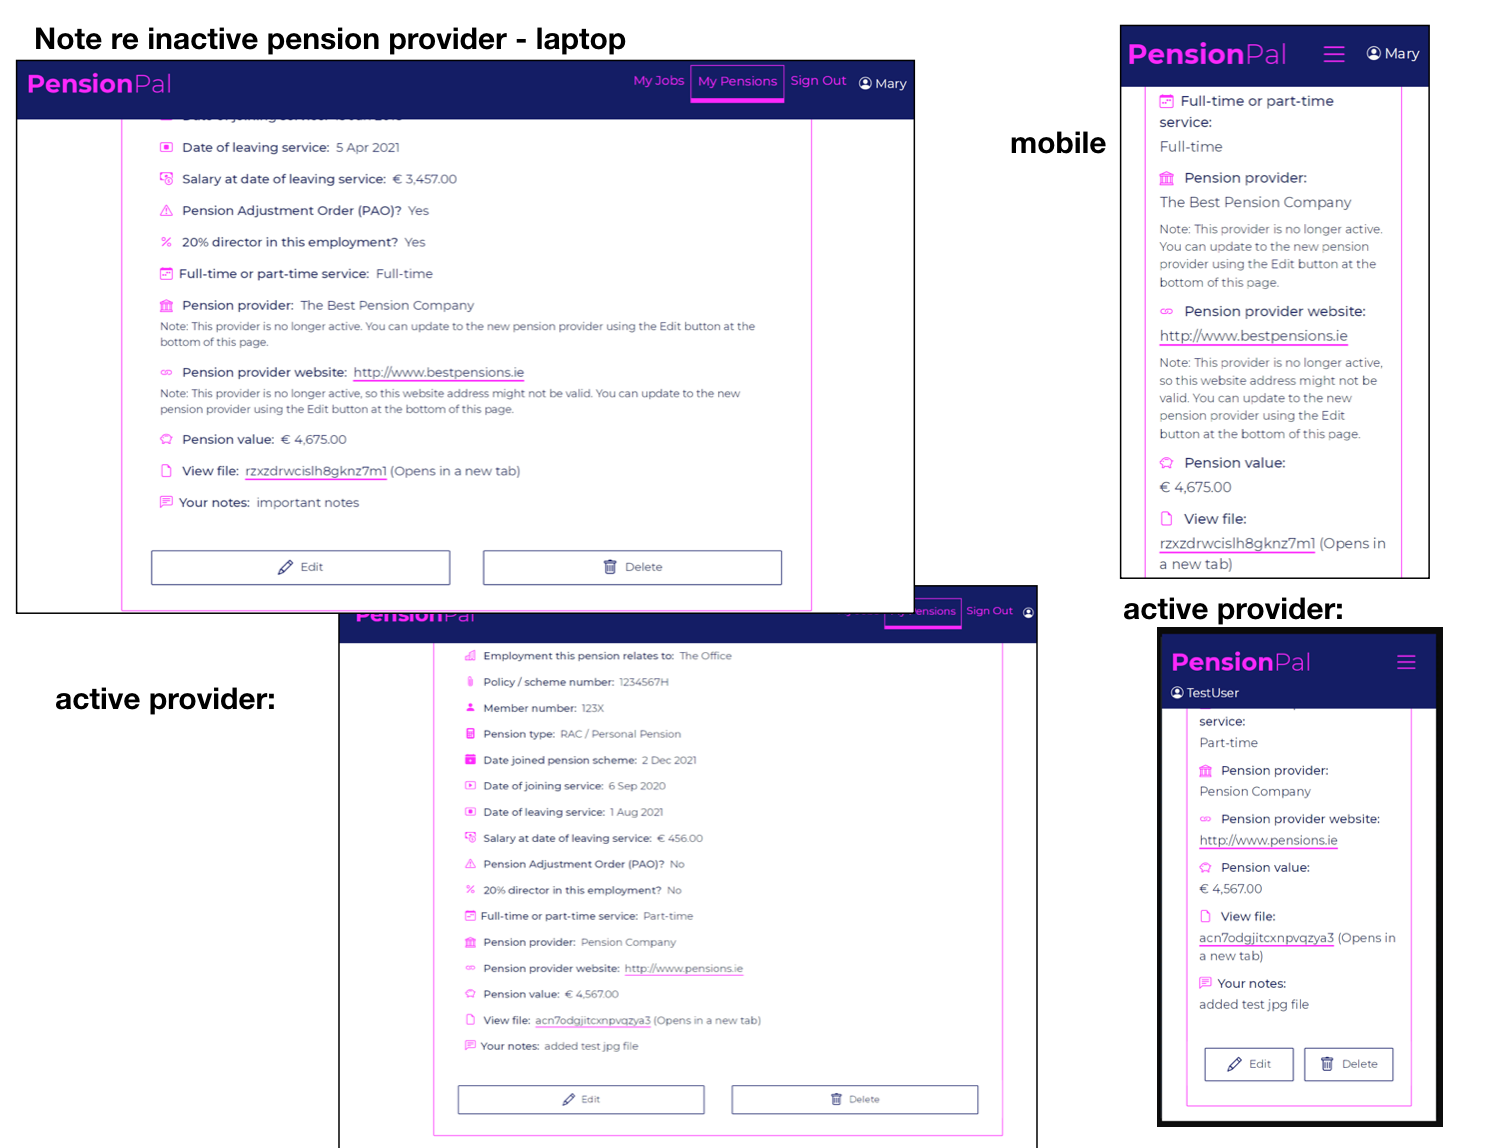 Note re inactive pension provider - laptop
PensionPal
My Jobs My Pensions Sign Out Mary
Date of leaving service: 5 Apr 2021
Salary at date of leaving service: € 3,457.00
Pension Adjustment Order (PAO)? Yes
20% director in this employment? Yes
Full-time or part-time service: Full-time
Pension provider: The Best Pension Company
Note: This provider is no longer active. You can update to the new pension provider using the Edit button at the
bottom of this page.
Pension provider website: http://www.bestpensions.ie
Note: This provider is no longer active, so this website address might not be valid. You can update to the new
pension provider using the Edit button at the bottom of this page.
Pension value: € 4,675.00
View file: rzxzdrwcislh8gknz7m1 (Opens in a new tab)
Your notes: important notes
Edit Delete
mobile
PensionPal Mary
Full-time or part-time
service:
Full-time
Pension provider:
The Best Pension Company
Note: This provider is no longer active.
You can update to the new pension
provider using the Edit button at the
bottom of this page.
Pension provider website:
http://www.bestpensions.ie
Note: This provider is no longer active,
so this website address might not be
valid. You can update to the new
pension provider using the Edit
button at the bottom of this page.
Pension value:
€ 4,675.00
View file:
rzxzdrwcislh8gknz7m1 (Opens in
a new tab)
active provider:
PensionPal
Pensions Sign Out
Employment this pension relates to: The Office
Policy / scheme number: 1234567H
Member number: 123X
Pension type: RAC / Personal Pension
Date joined pension scheme: 2 Dec 2021
Date of joining service: 6 Sep 2020
Date of leaving service: 1 Aug 2021
Salary at date of leaving service: € 456.00
Pension Adjustment Order (PAO)? No
20% director in this employment? No
Full-time or part-time service: Part-time
Pension provider: Pension Company
Pension provider website: http://www.pensions.ie
Pension value: € 4,567.00
View file: acn7odgjitcxnpvqzya3 (Opens in a new tab)
Your notes: added test jpg file
Edit Delete
active provider:
PensionPal
TestUser
service:
Part-time
Pension provider:
Pension Company
Pension provider website:
http://www.pensions.ie
Pension value:
€ 4,567.00
View file:
acn7odgjitcxnpvqzya3 (Opens in
a new tab)
Your notes:
added test jpg file
Edit Delete